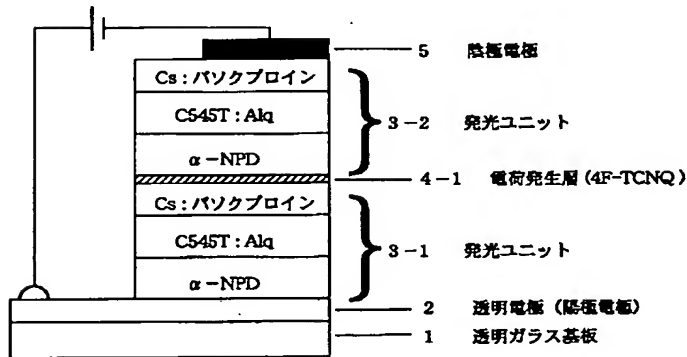 5 陰極電極
Cs:バソクプロイン
C545T:Alq
3-2 発光ユニット
α-NPD
4-1 電荷発生層(4F-TCNQ)
Cs:バソクプロイン
C545T:Alq
3-1 発光ユニット
α-NPD
2 透明電極(陽極電極)
1 透明ガラス基板